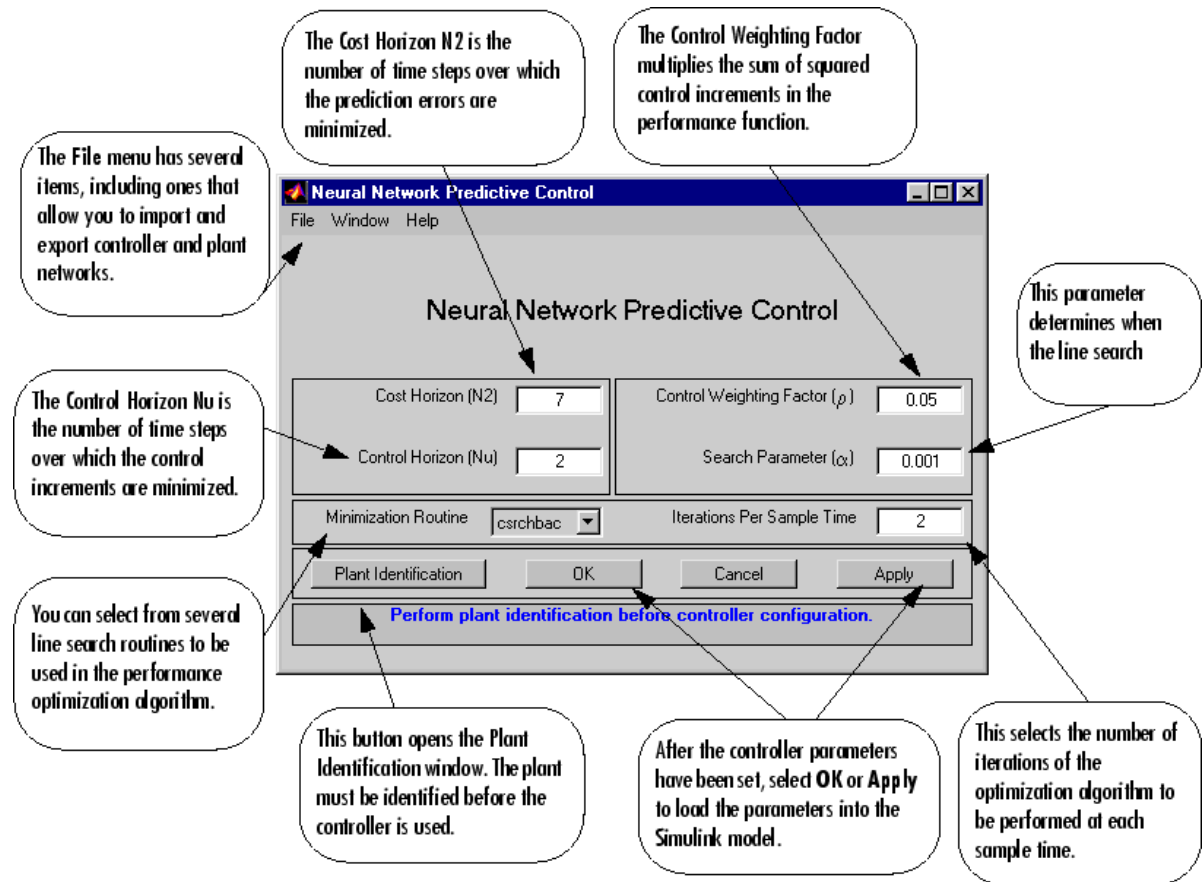 The Cost Horizon N2 is the
number of time steps over which
the prediction errors are
minimized.
The Control Weighting Factor
multiplies the sum of squared
control increments in the
performance function.
The File menu has several
items, including ones that
allow you to import and
export controller and plant
networks.
Neural Network Predictive Control
File Window Help
Neural Network Predictive Control
This parameter
determines when
the line search
The Control Horizon Nu is
the number of time steps
over which the control
increments are minimized.
Cost Horizon (N2) 7
Control Weighting Factor (ρ) 0.05
Control Horizon (Nu) 2
Search Parameter (α) 0.001
Minimization Routine csrchbac
Iterations Per Sample Time 2
Plant Identification OK Cancel Apply
Perform plant identification before controller configuration.
You can select from several
line search routines to be
used in the performance
optimization algorithm.
This button opens the Plant
Identification window. The plant
must be identified before the
controller is used.
After the controller parameters
have been set, select OK or Apply
to load the parameters into the
Simulink model.
This selects the number of
iterations of the
optimization algorithm to
be performed at each
sample time.